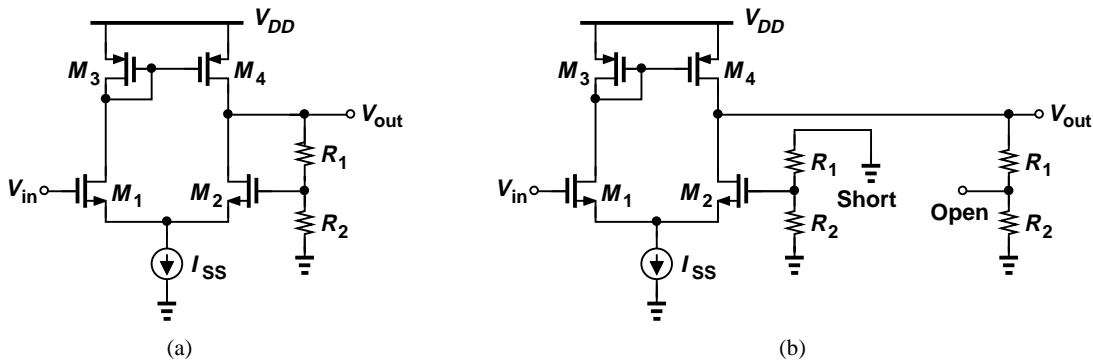 V_DD
M_3
M_4
V_out
R_1
V_in
M_1
M_2
R_2
I_SS
(a)
V_DD
M_3
M_4
V_out
R_1
Short
R_1
V_in
M_1
M_2
R_2
Open
R_2
I_SS
(b)